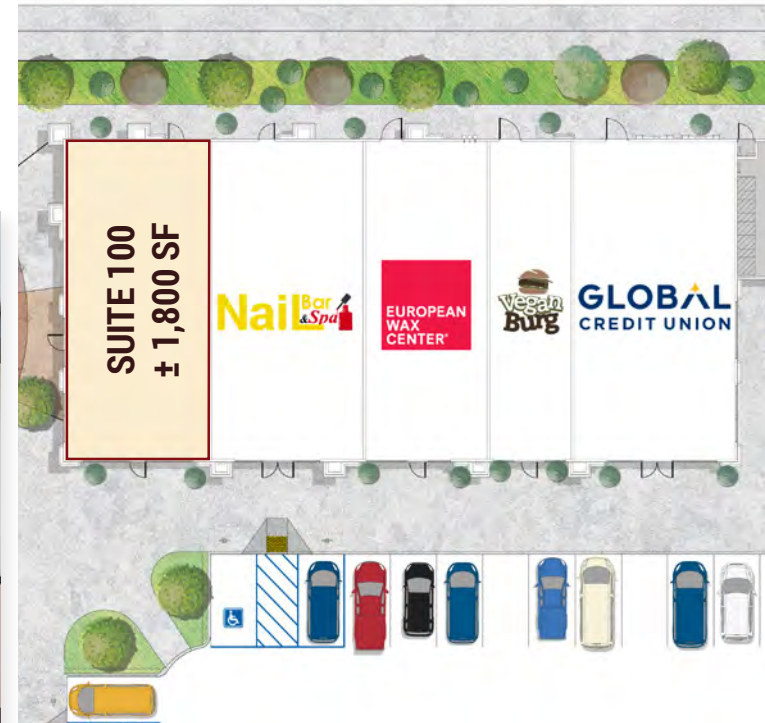 SUITE 100
± 1,800 SF
Nail Bar
&Spa
EUROPEAN
WAX
CENTER®
Vegan
Burg
GLOBAL
CREDIT UNION